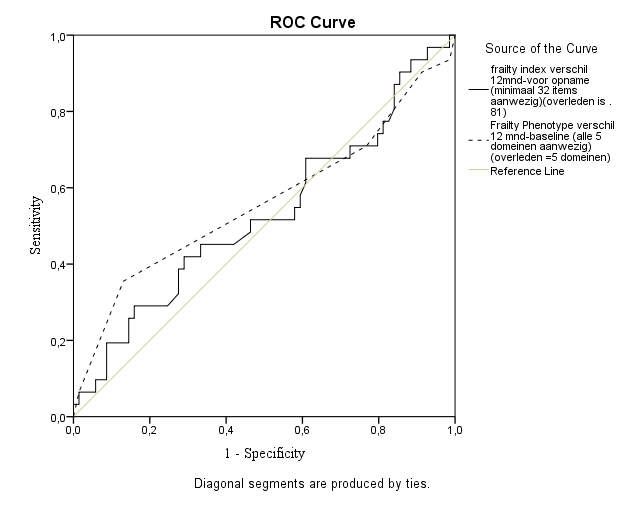 ROC Curve
Source of the Curve
frailty index verschil
12mnd-voor opname
(minimaal 32 items
aanwezig)(overleden is .
81)
Frailty Phenotype verschil
12 mnd-baseline (alle 5
domeinen aanwezig)
(overleden =5 domeinen)
Reference Line
Sensitivity
1,0
0,8
0,6
0,4
0,2
0,0
0,0 0,2 0,4 0,6 0,8 1,0
1 - Specificity
Diagonal segments are produced by ties.